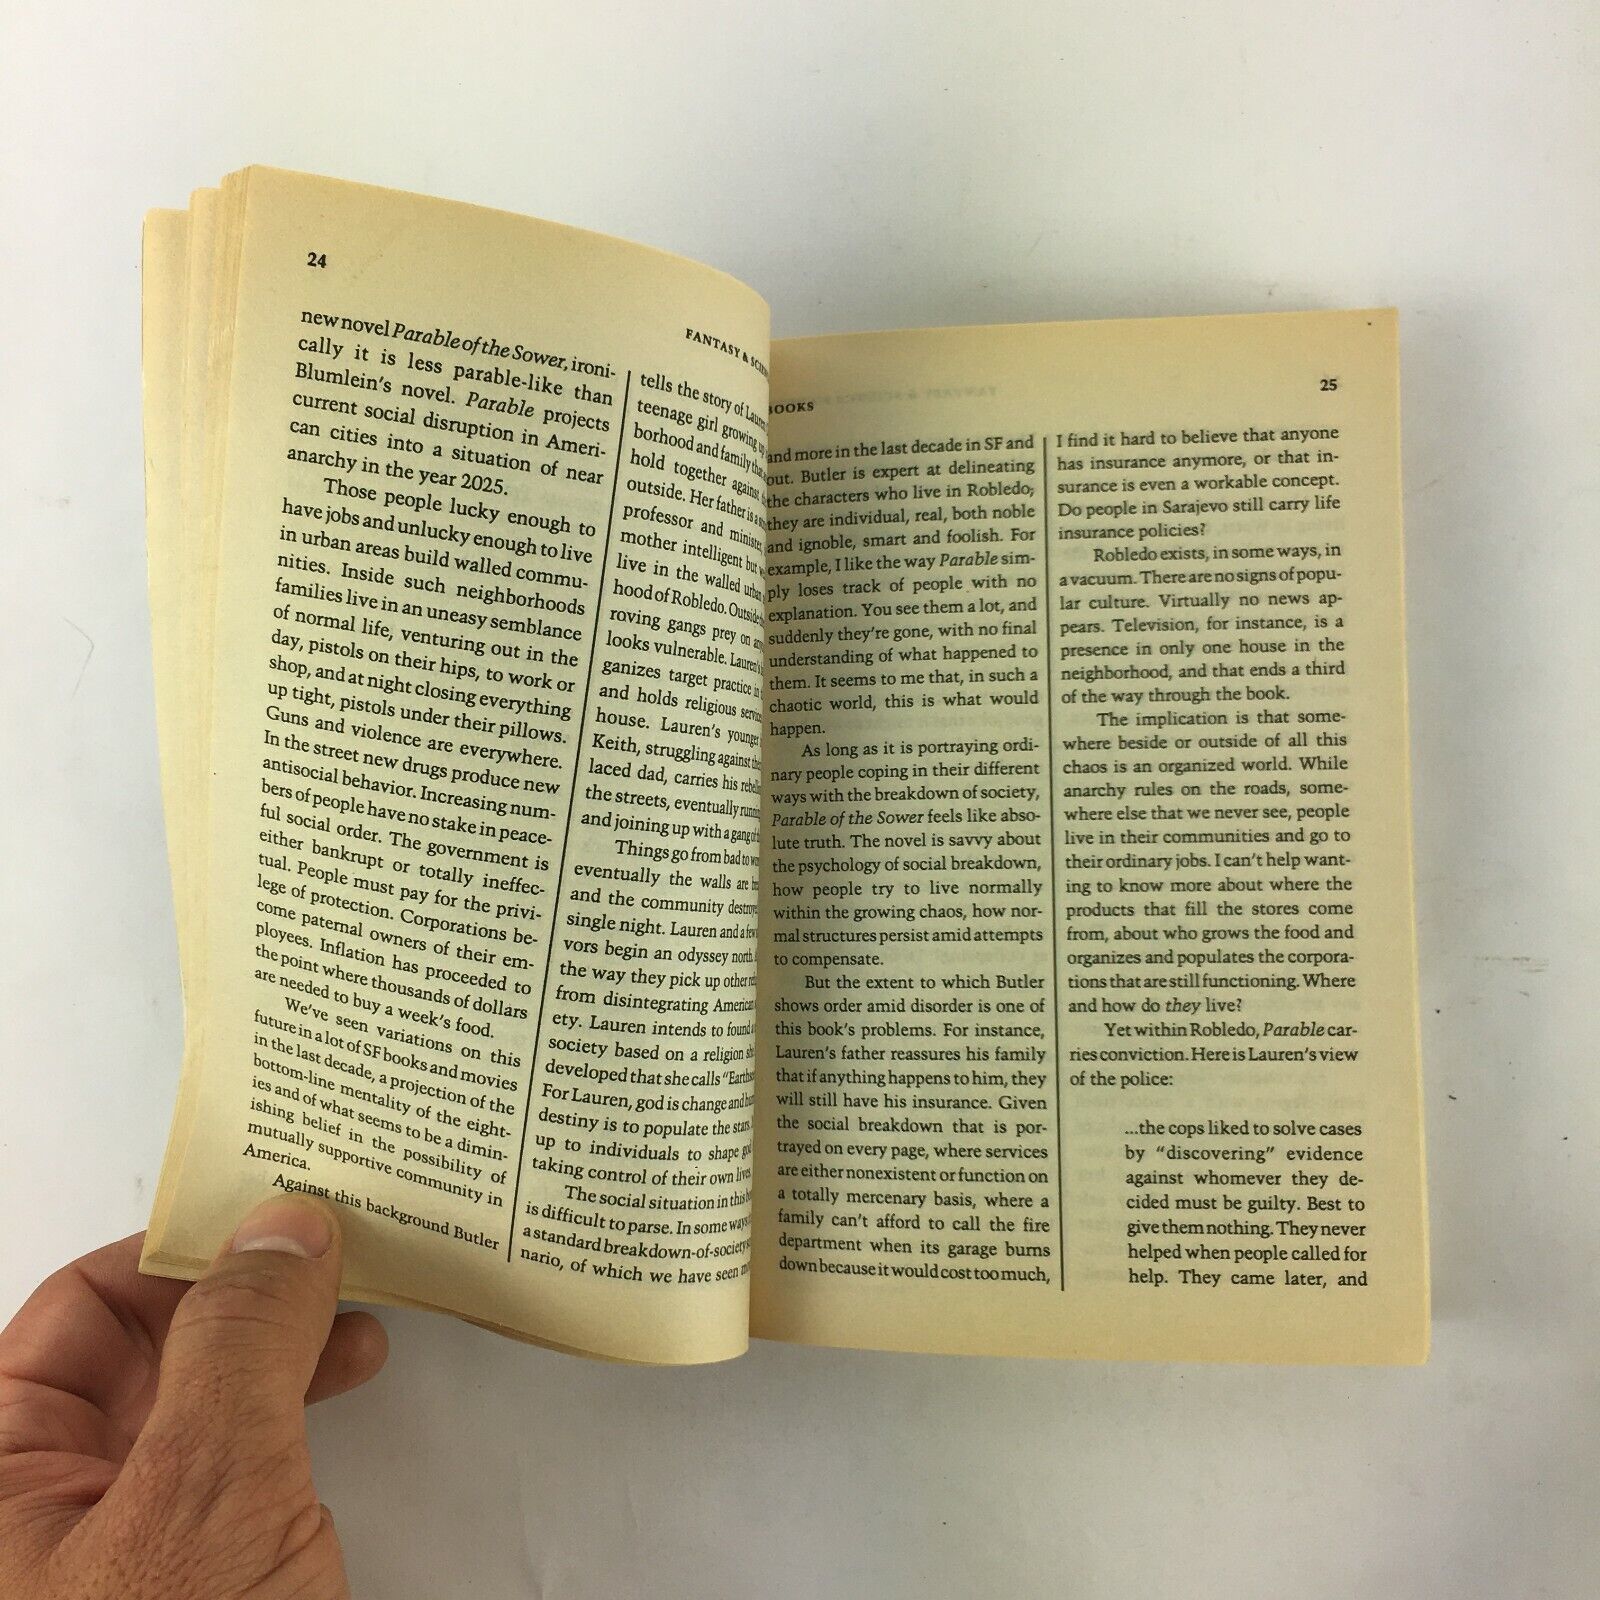 24
FANTASY &
new novel Parable of the Sower, ironi-
cally it is less parable-like than
Blumlein's novel. Parable projects
current social disruption in Ameri-
can cities into a situation of near
anarchy in the year 2025.
Those people lucky enough to
have jobs and unlucky enough to live
in urban areas build walled commu-
nities. Inside such neighborhoods
families live in an uneasy semblance
of normal life, venturing out in the
day, pistols on their hips, to work or
shop, and at night closing everything
up tight, pistols under their pillows.
Guns and violence are everywhere.
In the street new drugs produce new
antisocial behavior. Increasing num-
bers of people have no stake in peace-
ful social order. The government is
either bankrupt or totally ineffec-
tual. People must pay for the privi-
lege of protection. Corporations be-
come paternal owners of their em-
ployees. Inflation has proceeded to
the point where thousands of dollars
are needed to buy a week's food.
We've seen variations on this
future in a lot of SF books and movies
in the last decade, a projection of the
bottom-line mentality of the eight-
ies and of what seems to be a dimin-
ishing belief in the possibility of
mutually supportive community in
America.
Against this background Butler
tells the story of
teenage girl growing
borhood and family
hold together against
outside. Her father is a
professor and
mother intelligent but
live in the walled
hood of Robledo.
roving gangs prey on
looks vulnerable.
ganizes target practice in
and holds religious
house. Lauren's younger
Keith, struggling against
laced dad, carries his
the streets, eventually
and joining up with a gang
Things go from bad to
eventually the walls are
and the community
single night. Lauren and a
vors begin an odyssey north.
the way they pick up other
from disintegrating American
ety. Lauren intends to found
society based on a religion
developed that she calls
For Lauren, god is change and
destiny is to populate the stars.
up to individuals to shape
taking control of their own
The social situation in this
is difficult to parse. In some
a standard breakdown-of-society
nario, of which we have seen
BOOKS
25
and more in the last decade in SF and
out. Butler is expert at delineating
the characters who live in Robledo;
they are individual, real, both noble
and ignoble, smart and foolish. For
example, I like the way Parable sim-
ply loses track of people with no
explanation. You see them a lot, and
suddenly they're gone, with no final
understanding of what happened to
them. It seems to me that, in such a
chaotic world, this is what would
happen.
As long as it is portraying ordi-
nary people coping in their different
ways with the breakdown of society,
Parable of the Sower feels like abso-
lute truth. The novel is savvy about
the psychology of social breakdown,
how people try to live normally
within the growing chaos, how nor-
mal structures persist amid attempts
to compensate.
But the extent to which Butler
shows order amid disorder is one of
this book's problems. For instance,
Lauren's father reassures his family
that if anything happens to him, they
will still have his insurance. Given
the social breakdown that is por-
trayed on every page, where services
are either nonexistent or function on
a totally mercenary basis, where a
family can't afford to call the fire
department when its garage burns
down because it would cost too much,
I find it hard to believe that anyone
has insurance anymore, or that in-
surance is even a workable concept.
Do people in Sarajevo still carry life
insurance policies?
Robledo exists, in some ways, in
a vacuum. There are no signs of popu-
lar culture. Virtually no news ap-
pears. Television, for instance, is a
presence in only one house in the
neighborhood, and that ends a third
of the way through the book.
The implication is that some-
where beside or outside of all this
chaos is an organized world. While
anarchy rules on the roads, some-
where else that we never see, people
live in their communities and go to
their ordinary jobs. I can't help want-
ing to know more about where the
products that fill the stores come
from, about who grows the food and
organizes and populates the corpora-
tions that are still functioning. Where
and how do they live?
Yet within Robledo, Parable car-
ries conviction. Here is Lauren's view
of the police:
...the cops liked to solve cases
by "discovering" evidence
against whomever they de-
cided must be guilty. Best to
give them nothing. They never
helped when people called for
help. They came later, and